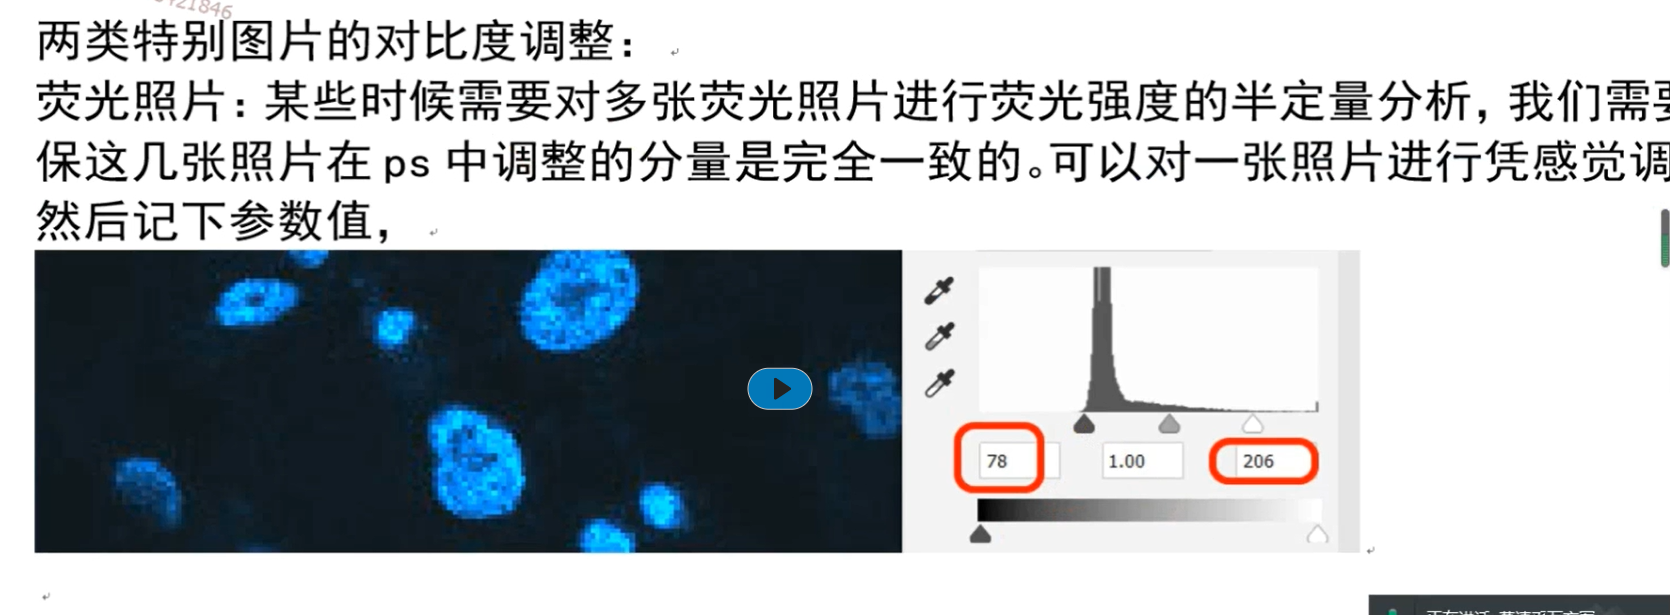 两类特别图片的对比度调整：
荧光照片：某些时候需要对多张荧光照片进行荧光强度的半定量分析，我们需要
保这几张照片在 ps 中调整的分量是完全一致的。可以对一张照片进行凭感觉调
然后记下参数值，
78 1.00 206